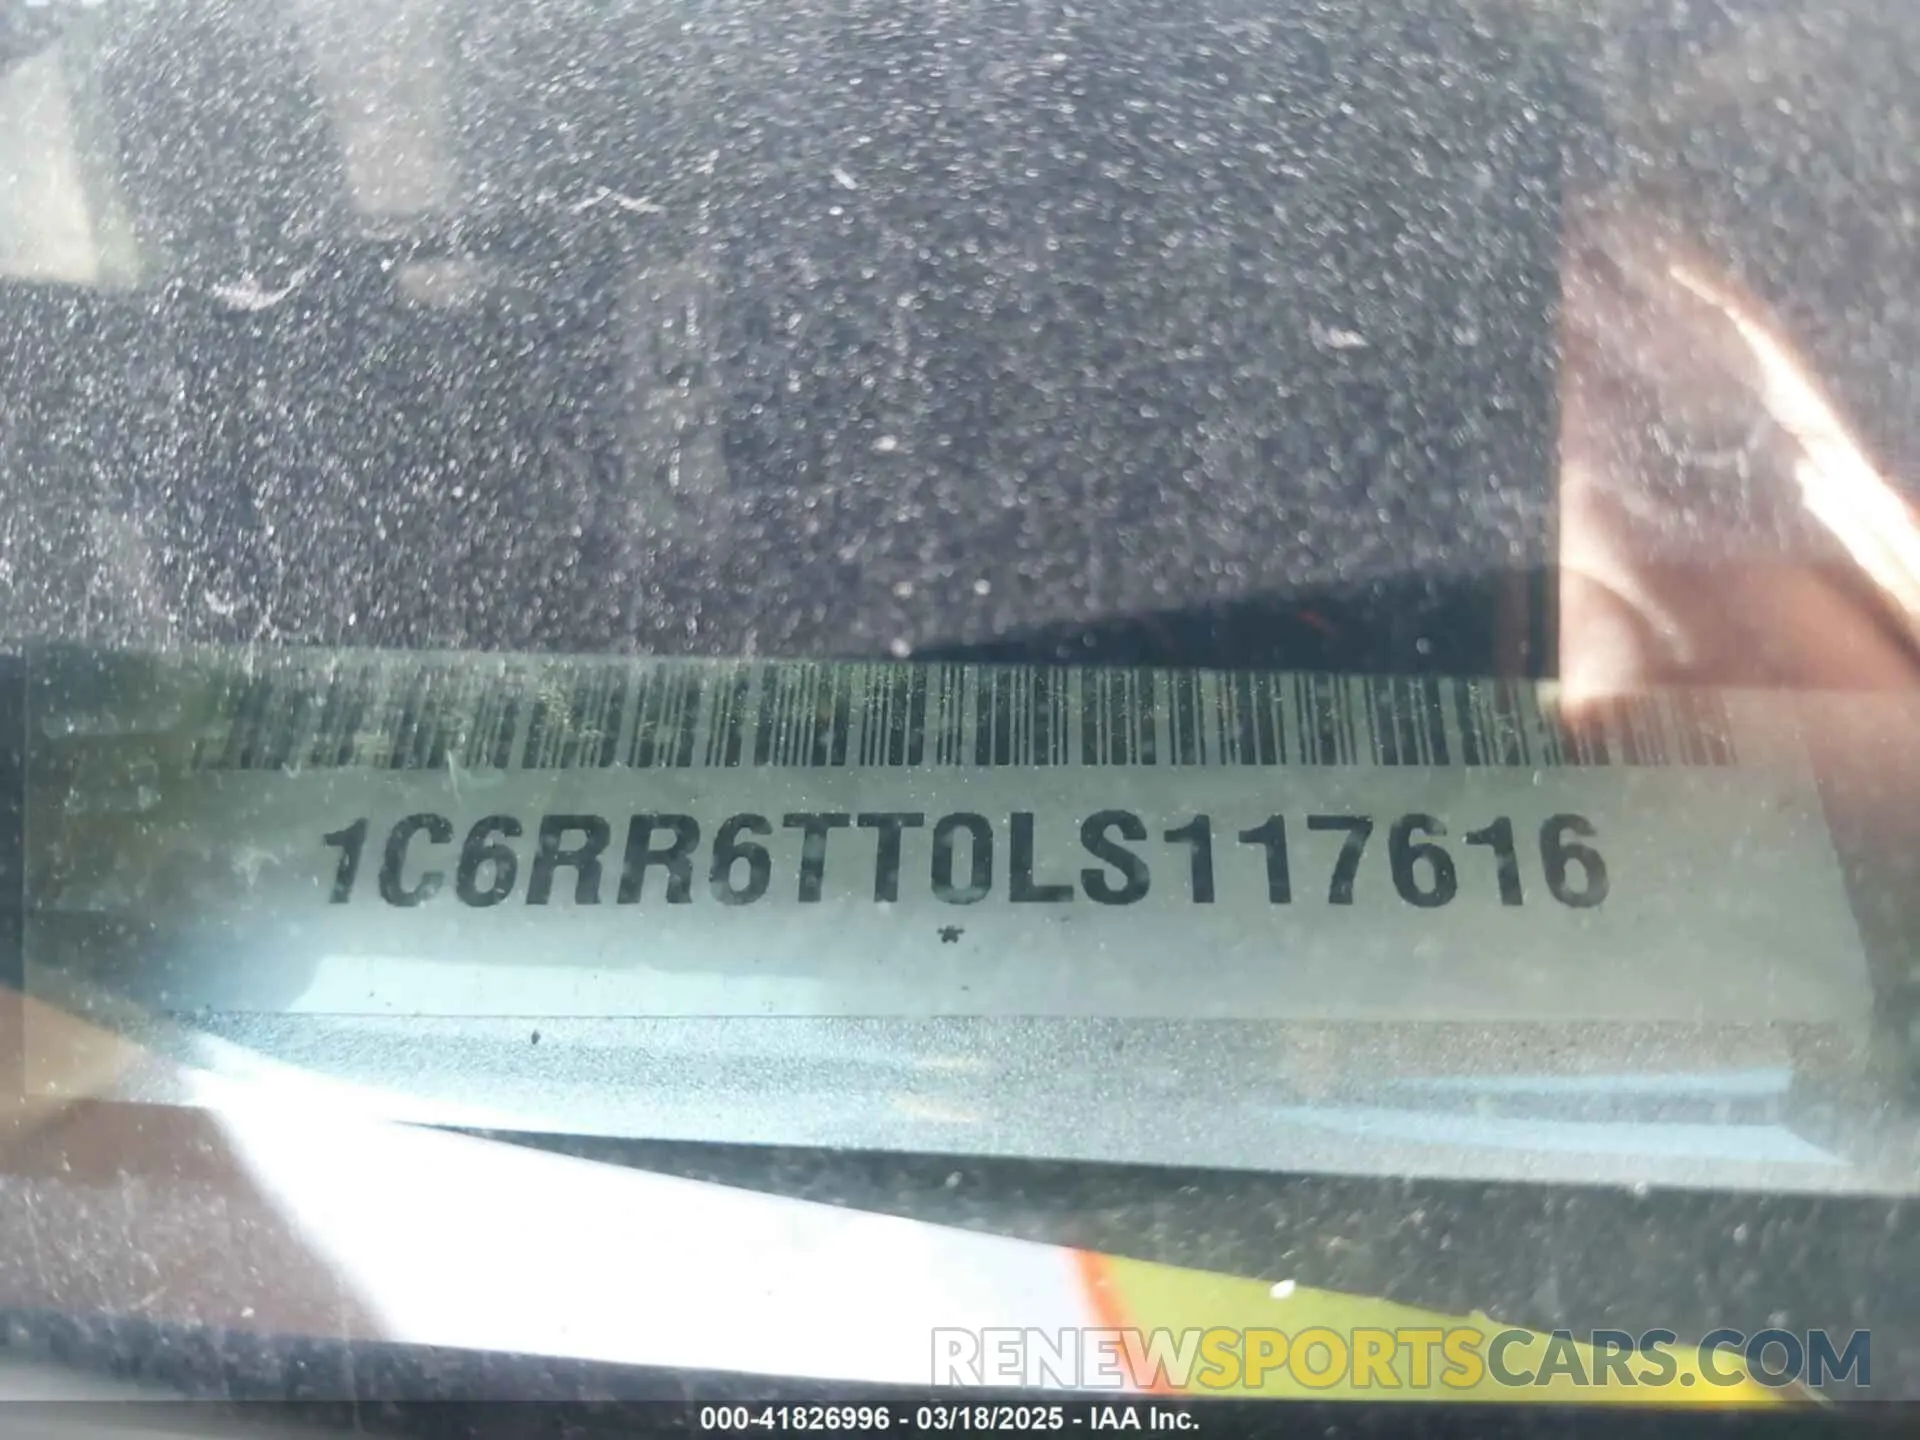 1C6RR6TT0LS117616
*
RENEWSPORTSCARS.COM
000-41826996 - 03/18/2025 - IAA Inc.